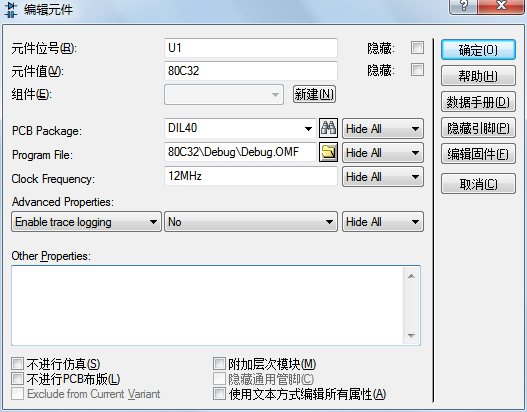 编辑元件
元件位号(R): U1 隐藏:
确定(O)
元件值(V): 80C32 隐藏:
帮助(H)
组件(E): 新建(N)
数据手册(D)
PCB Package: DIL40 Hide All
隐藏引脚(P)
Program File: 80C32\Debug\Debug.OMF Hide All
编辑固件(F)
Clock Frequency: 12MHz Hide All
取消(C)
Advanced Properties:
Enable trace logging No Hide All
Other Properties:
不进行仿真(S) 附加层次模块(M)
不进行PCB布版(L) 隐藏通用管脚(C)
Exclude from Current Variant 使用文本方式编辑所有属性(A)